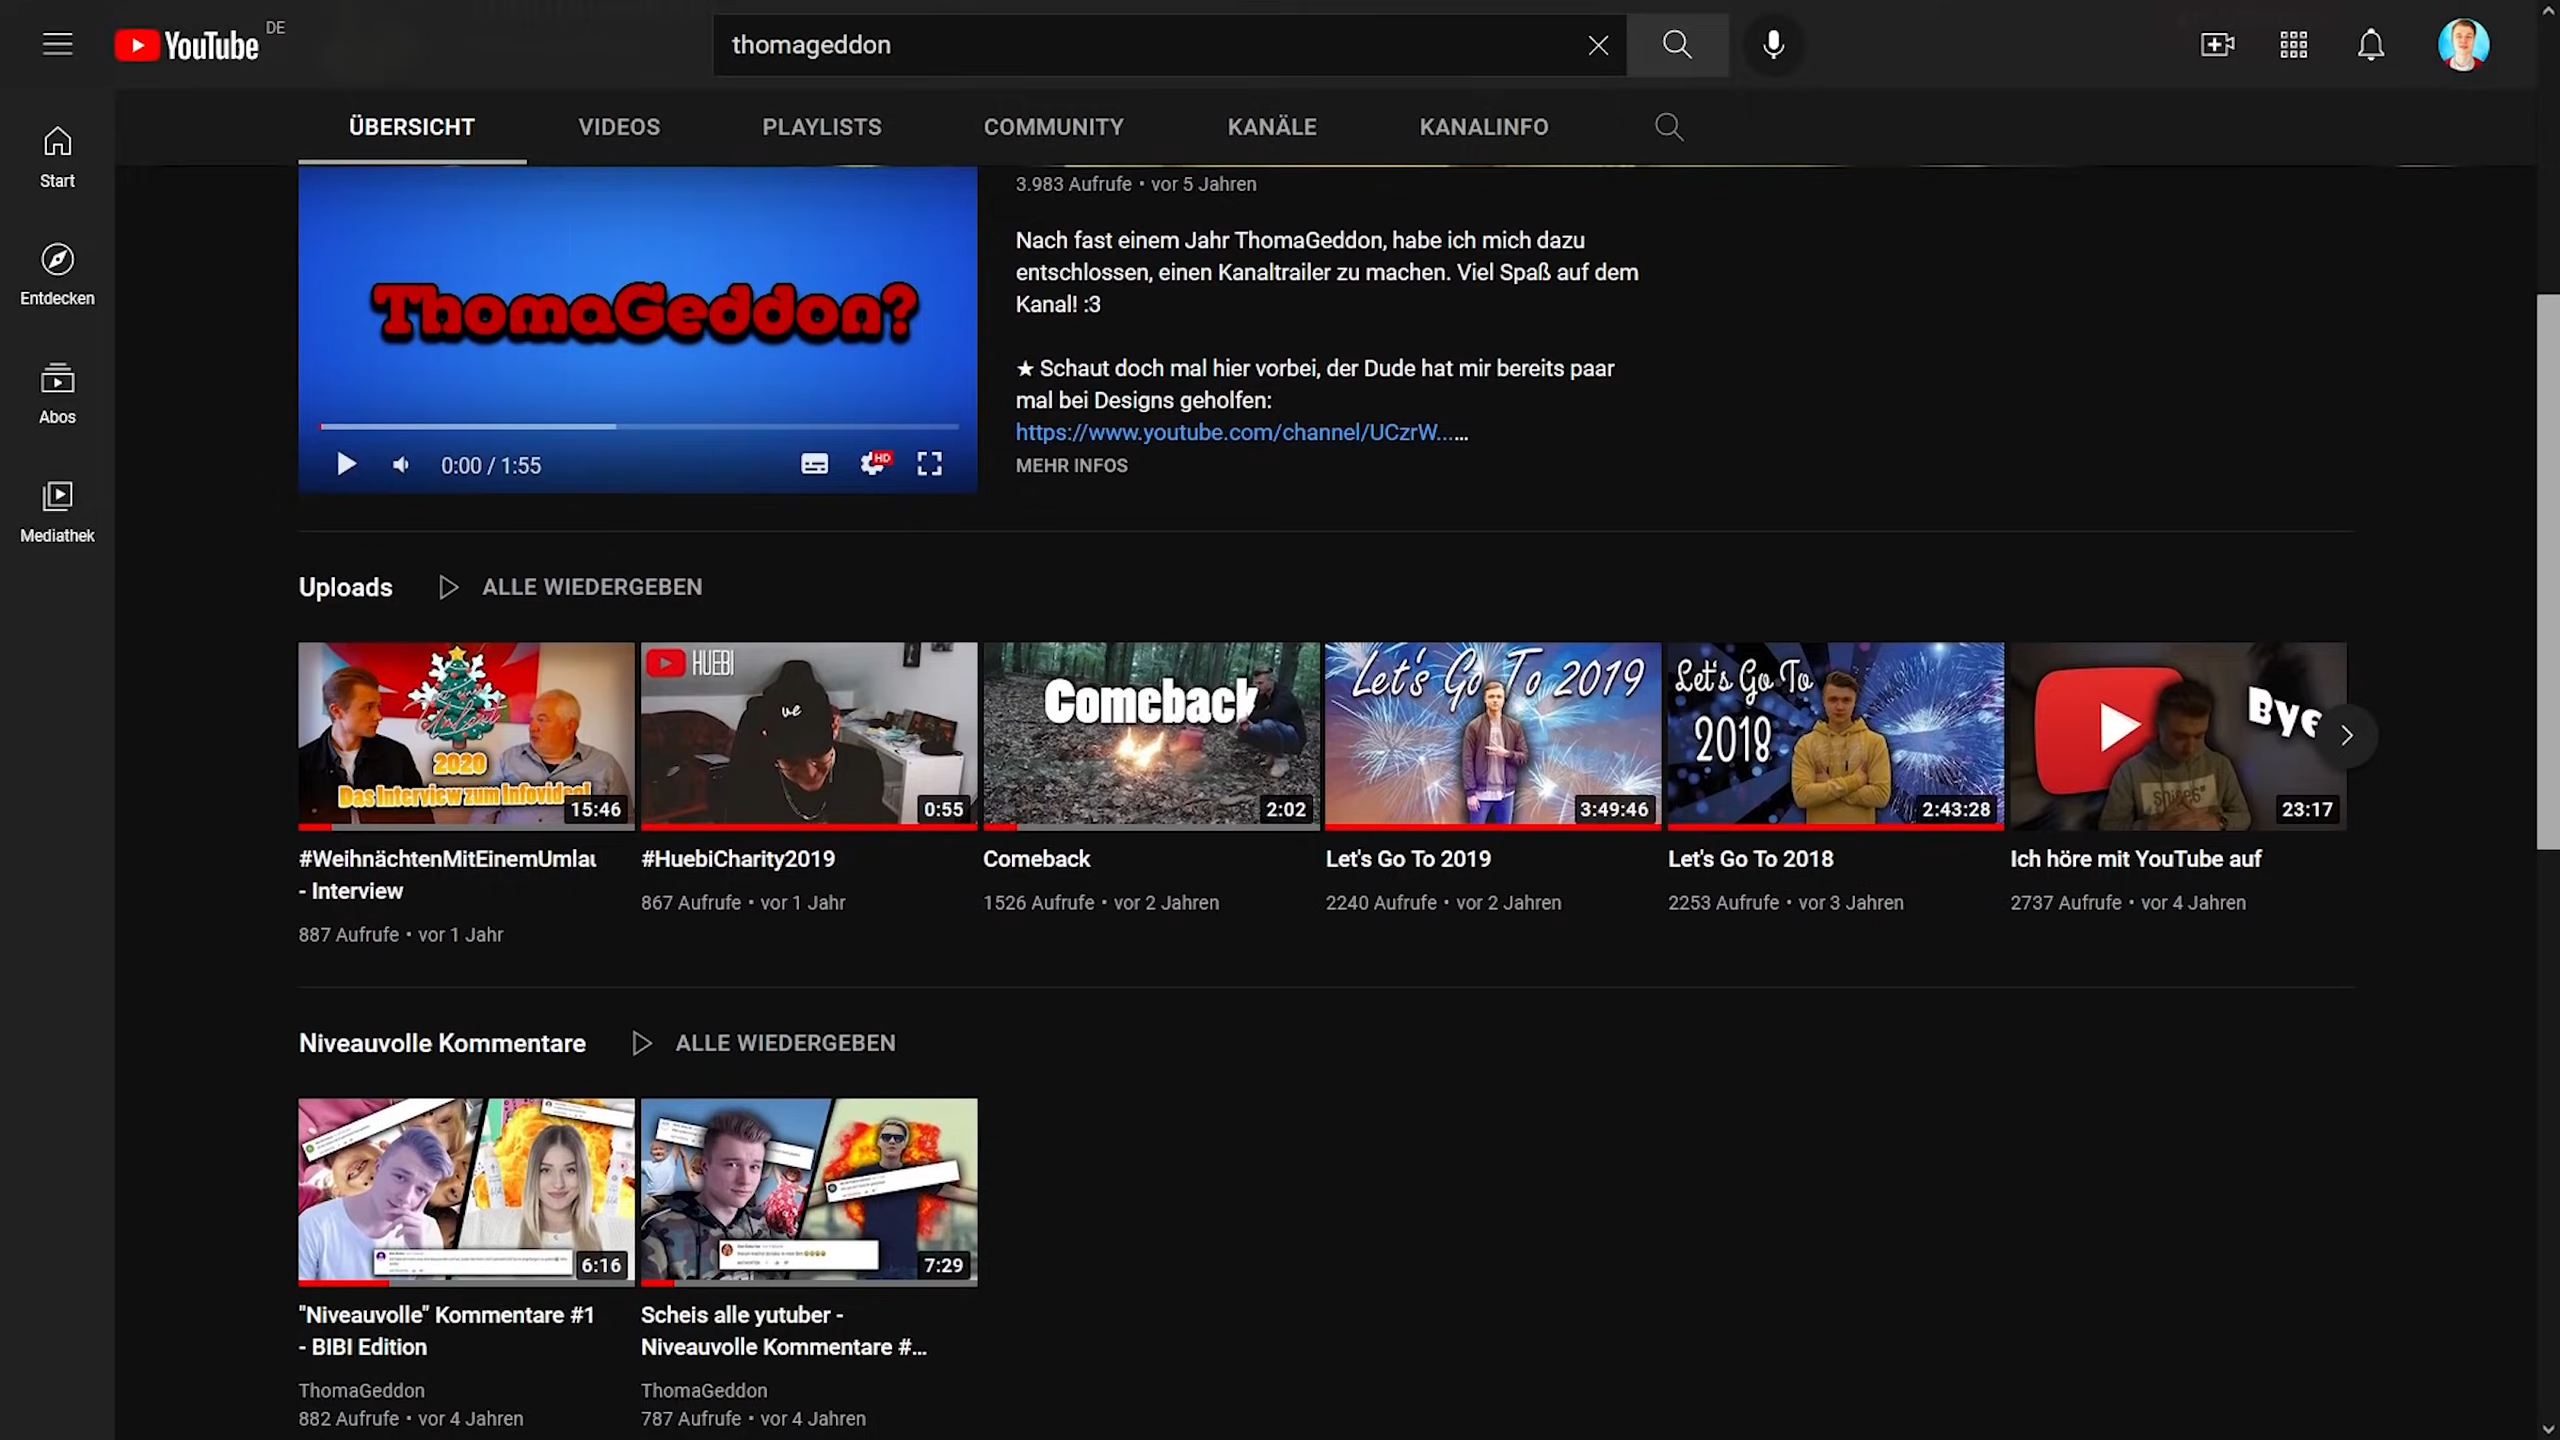 YouTube DE
thomageddon
Start
Entdecken
Abos
Mediathek
ÜBERSICHT
VIDEOS
PLAYLISTS
COMMUNITY
KANÄLE
KANALINFO
ThomaGeddon?
0:00 / 1:55
HD
3.983 Aufrufe • vor 5 Jahren
Nach fast einem Jahr ThomaGeddon, habe ich mich dazu
entschlossen, einen Kanaltrailer zu machen. Viel Spaß auf dem
Kanal! :3
★ Schaut doch mal hier vorbei, der Dude hat mir bereits paar
mal bei Designs geholfen:
https://www.youtube.com/channel/UCzrW......
MEHR INFOS
Uploads
ALLE WIEDERGEBEN
2020
Das Interview zum Infovideo!
15:46
#WeihnächtenMitEinemUmlau
- Interview
887 Aufrufe • vor 1 Jahr
HUEBI
ue
0:55
#HuebiCharity2019
867 Aufrufe • vor 1 Jahr
Comeback
2:02
Comeback
1526 Aufrufe • vor 2 Jahren
Let's Go To 2019
3:49:46
Let's Go To 2019
2240 Aufrufe • vor 2 Jahren
Let's Go To
2018
2:43:28
Let's Go To 2018
2253 Aufrufe • vor 3 Jahren
Bye
23:17
Ich höre mit YouTube auf
2737 Aufrufe • vor 4 Jahren
Niveauvolle Kommentare
ALLE WIEDERGEBEN
6:16
"Niveauvolle" Kommentare #1
- BIBI Edition
ThomaGeddon
882 Aufrufe • vor 4 Jahren
7:29
Scheis alle yutuber -
Niveauvolle Kommentare #...
ThomaGeddon
787 Aufrufe • vor 4 Jahren